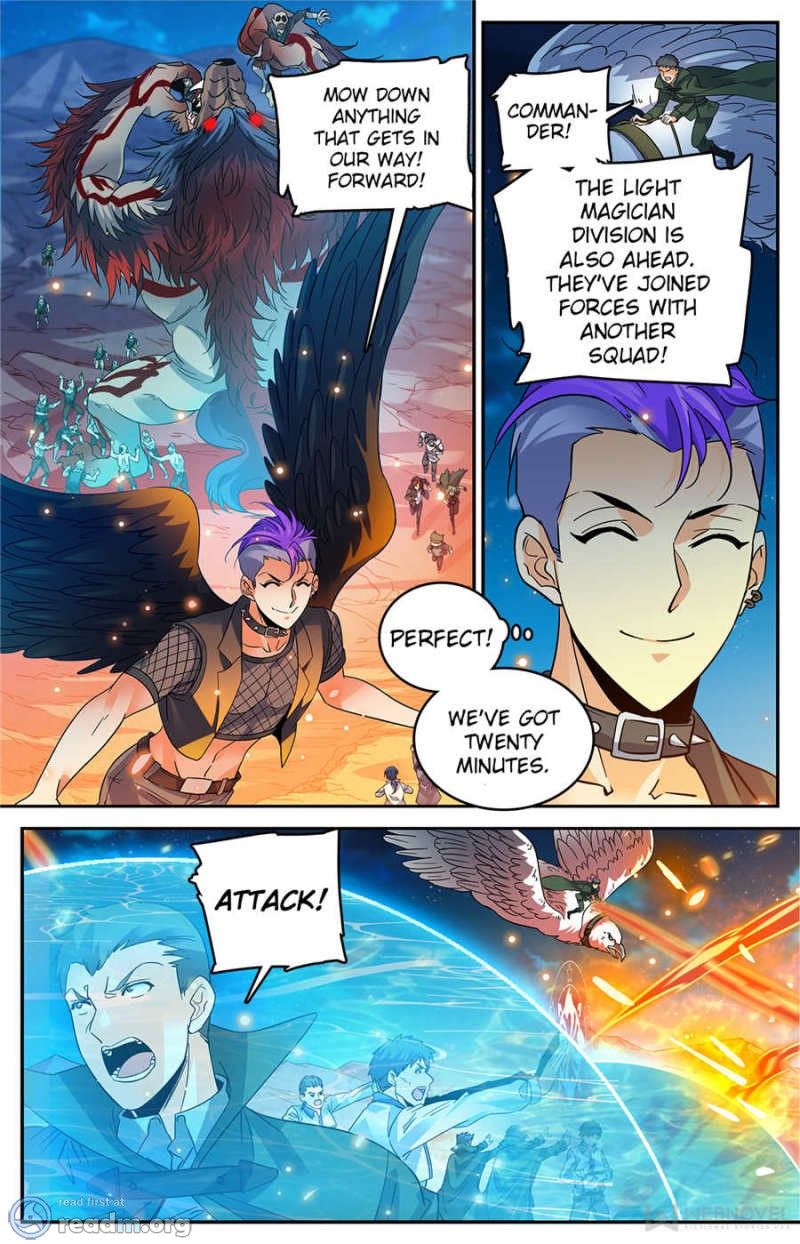 MOW DOWN
ANYTHING
THAT GETS IN
OUR WAY!
FORWARD!
COMMAN-
DER!
THE LIGHT
MAGICIAN
DIVISION IS
ALSO AHEAD.
THEY'VE JOINED
FORCES WITH
ANOTHER
SQUAD!
PERFECT!
WE'VE GOT
TWENTY
MINUTES.
ATTACK!
read first at
readm.org
WEBNOVEL